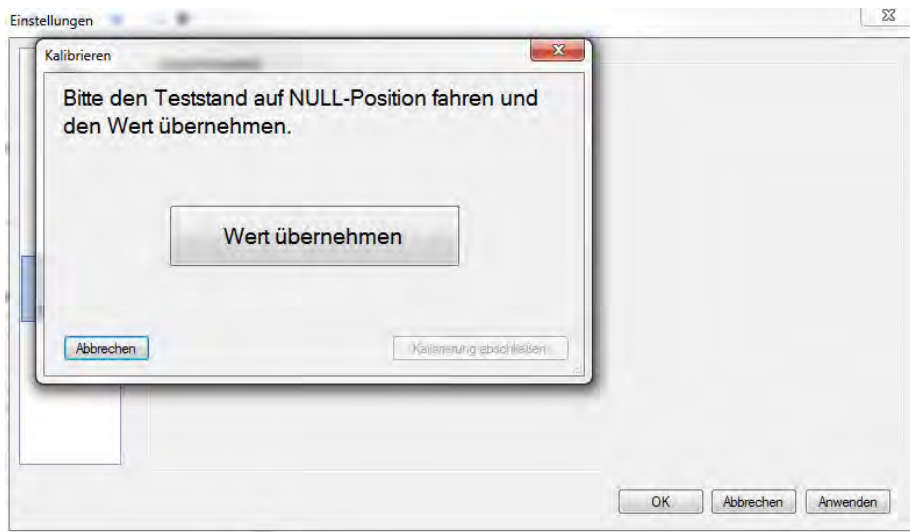 Einstellungen
Kalibrieren
Bitte den Teststand auf NULL-Position fahren und
den Wert übernehmen.
Wert übernehmen
Abbrechen
Kalibrierung abschließen
OK
Abbrechen
Anwenden